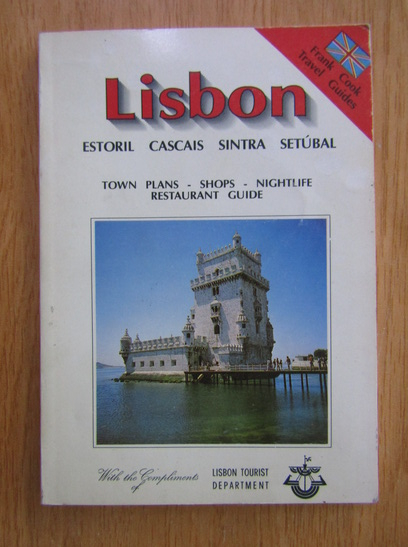 Frank Cook
Travel Guides
Lisbon
ESTORIL CASCAIS SINTRA SETÚBAL
TOWN PLANS - SHOPS - NIGHTLIFE
RESTAURANT GUIDE
With the Compliments
of
LISBON TOURIST
DEPARTMENT